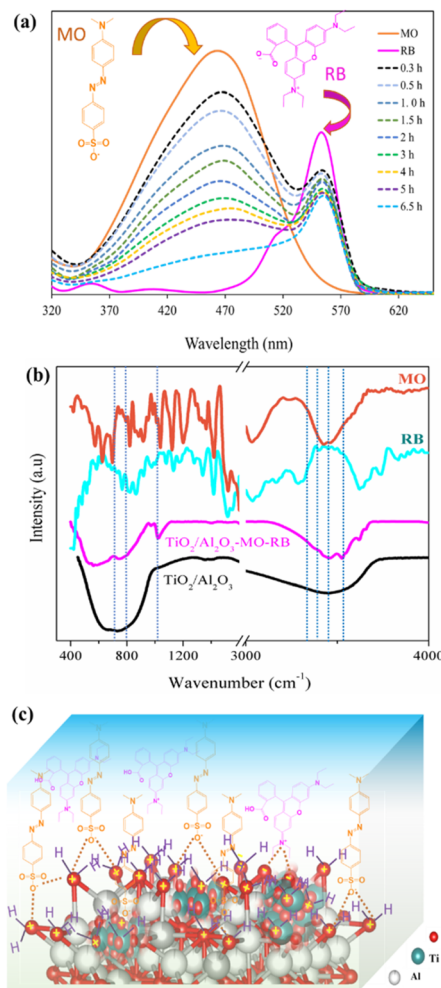 (a)
MO
RB
MO
RB
0.3 h
0.5 h
1. 0 h
1.5 h
2 h
3 h
4 h
5 h
6.5 h
320 370 420 470 520 570 620
Wavelength (nm)
(b)
MO
RB
TiO2/Al2O3-MO-RB
TiO2/Al2O3
Intensity (a.u)
400 800 1200 3000 4000
Wavenumber (cm-1)
(c)
Ti
Al